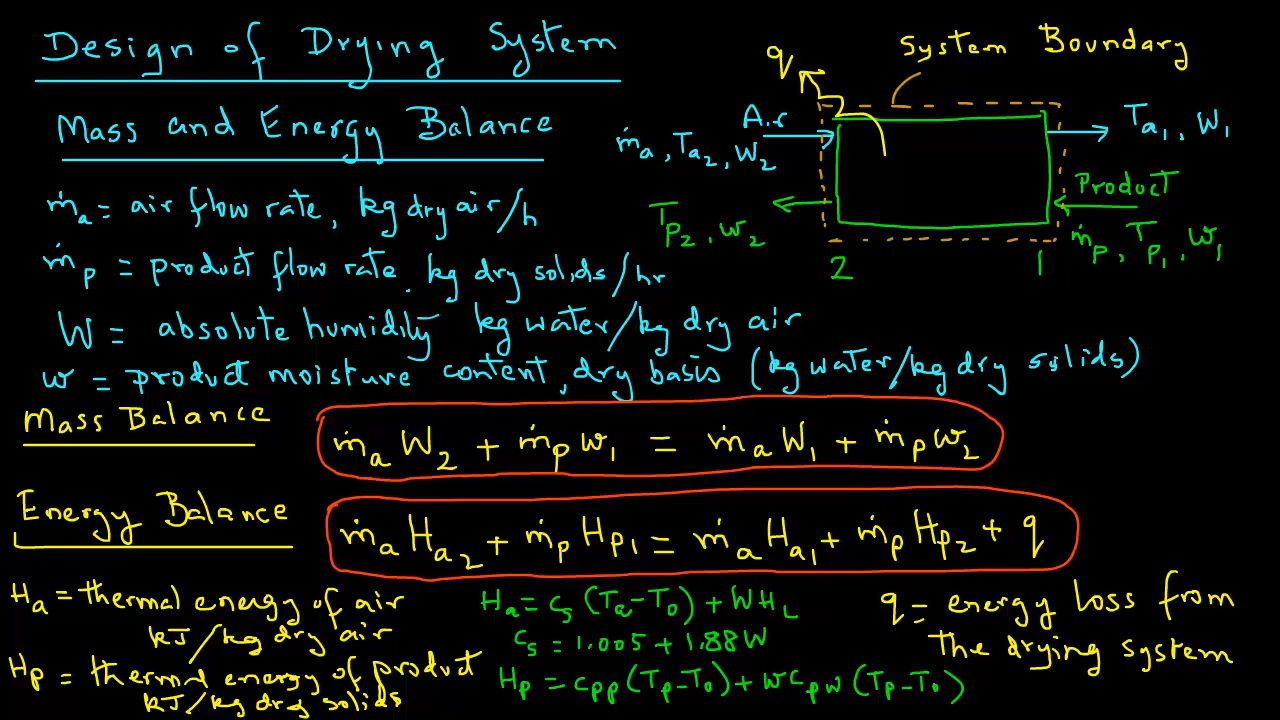 Design of Drying System
Mass and Energy Balance
ṁa = air flow rate, kg dry air/h
ṁp = product flow rate, kg dry solids/hr
W = absolute humidity kg water/kg dry air
w = product moisture content, dry basis (kg water/kg dry solids)
System Boundary
q
Air
ṁa, Ta2, W2
Ta1, W1
Product
ṁp, Tp1, w1
Tp2, w2
2
1
Mass Balance
ṁa W2 + ṁp w1 = ṁa W1 + ṁp w2
Energy Balance
ṁa Ha2 + ṁp Hp1 = ṁa Ha1 + ṁp Hp2 + q
Ha = thermal energy of air
kJ/kg dry air
Hp = thermal energy of product
kJ/kg dry solids
Ha = cs (Ta-T0) + WHL
cs = 1.005 + 1.88W
Hp = cpp (Tp-T0) + wcpw (Tp-T0)
q = energy loss from
the drying system